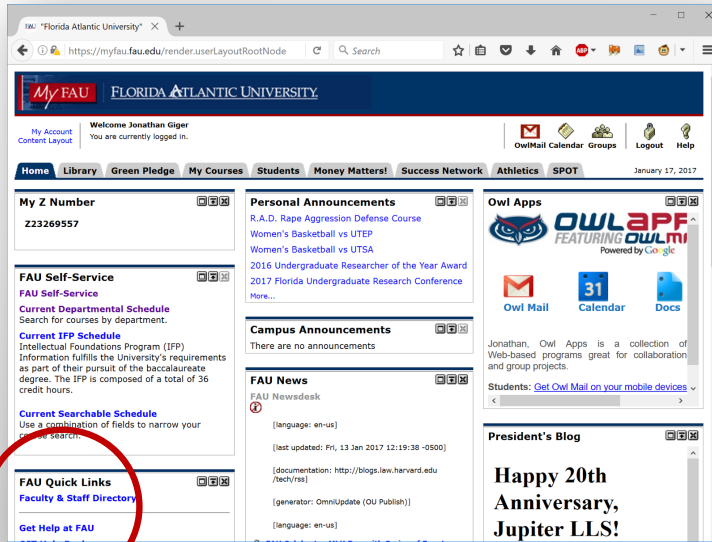 FAU "Florida Atlantic University"
https://myfau.fau.edu/render.userLayoutRootNode
Search
ABP
My FAU FLORIDA ATLANTIC UNIVERSITY.
My Account
Content Layout
Welcome Jonathan Giger
You are currently logged in.
OwlMail Calendar Groups Logout Help
Home Library Green Pledge My Courses Students Money Matters! Success Network Athletics SPOT
January 17, 2017
My Z Number
Z23269557
FAU Self-Service
FAU Self-Service
Current Departmental Schedule
Search for courses by department.
Current IFP Schedule
Intellectual Foundations Program (IFP)
Information fulfills the University's requirements
as part of their pursuit of the baccalaureate
degree. The IFP is composed of a total of 36
credit hours.
Current Searchable Schedule
Use a combination of fields to narrow your
course search.
FAU Quick Links
Faculty & Staff Directory
Get Help at FAU
Personal Announcements
R.A.D. Rape Aggression Defense Course
Women's Basketball vs UTEP
Women's Basketball vs UTSA
2016 Undergraduate Researcher of the Year Award
2017 Florida Undergraduate Research Conference
More...
Campus Announcements
There are no announcements
FAU News
FAU Newsdesk
[language: en-us]
[last updated: Fri, 13 Jan 2017 12:19:38 -0500]
[documentation: http://blogs.law.harvard.edu
/tech/rss]
[generator: OmniUpdate (OU Publish)]
[language: en-us]
Owl Apps
OWL APP
FEATURING OWL MA
Powered by Google
31
Owl Mail Calendar Docs
Jonathan, Owl Apps is a collection of
Web-based programs great for collaboration
and group projects.
Students: Get Owl Mail on your mobile devices
President's Blog
Happy 20th
Anniversary,
Jupiter LLS!